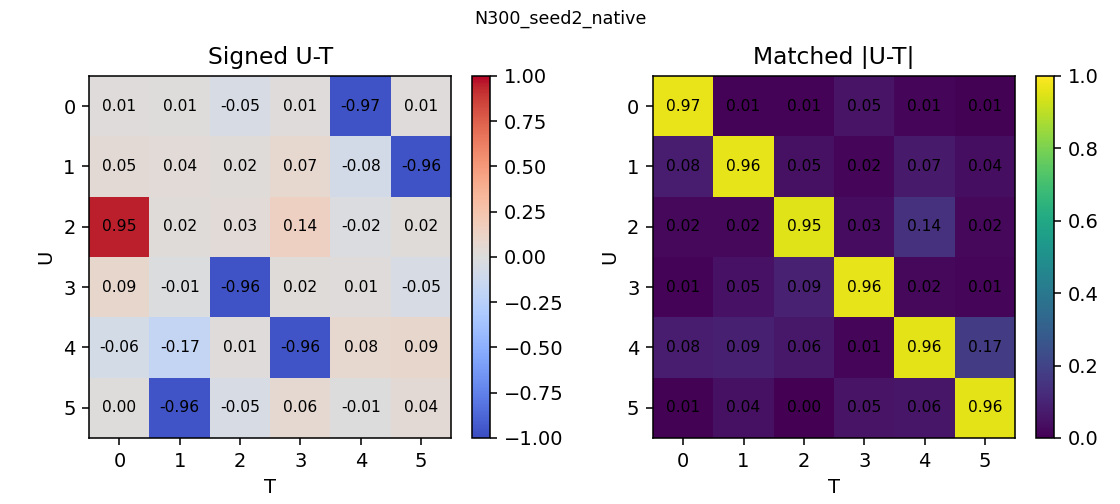 N300_seed2_native
Signed U-T
0 0.01 0.01 -0.05 0.01 -0.97 0.01
1 0.05 0.04 0.02 0.07 -0.08 -0.96
2 0.95 0.02 0.03 0.14 -0.02 0.02
3 0.09 -0.01 -0.96 0.02 0.01 -0.05
4 -0.06 -0.17 0.01 -0.96 0.08 0.09
5 0.00 -0.96 -0.05 0.06 -0.01 0.04
0 1 2 3 4 5
T
U
1.00
0.75
0.50
0.25
0.00
−0.25
−0.50
−0.75
−1.00
Matched |U-T|
0 0.97 0.01 0.01 0.05 0.01 0.01
1 0.08 0.96 0.05 0.02 0.07 0.04
2 0.02 0.02 0.95 0.03 0.14 0.02
3 0.01 0.05 0.09 0.96 0.02 0.01
4 0.08 0.09 0.06 0.01 0.96 0.17
5 0.01 0.04 0.00 0.05 0.06 0.96
0 1 2 3 4 5
T
U
1.0
0.8
0.6
0.4
0.2
0.0